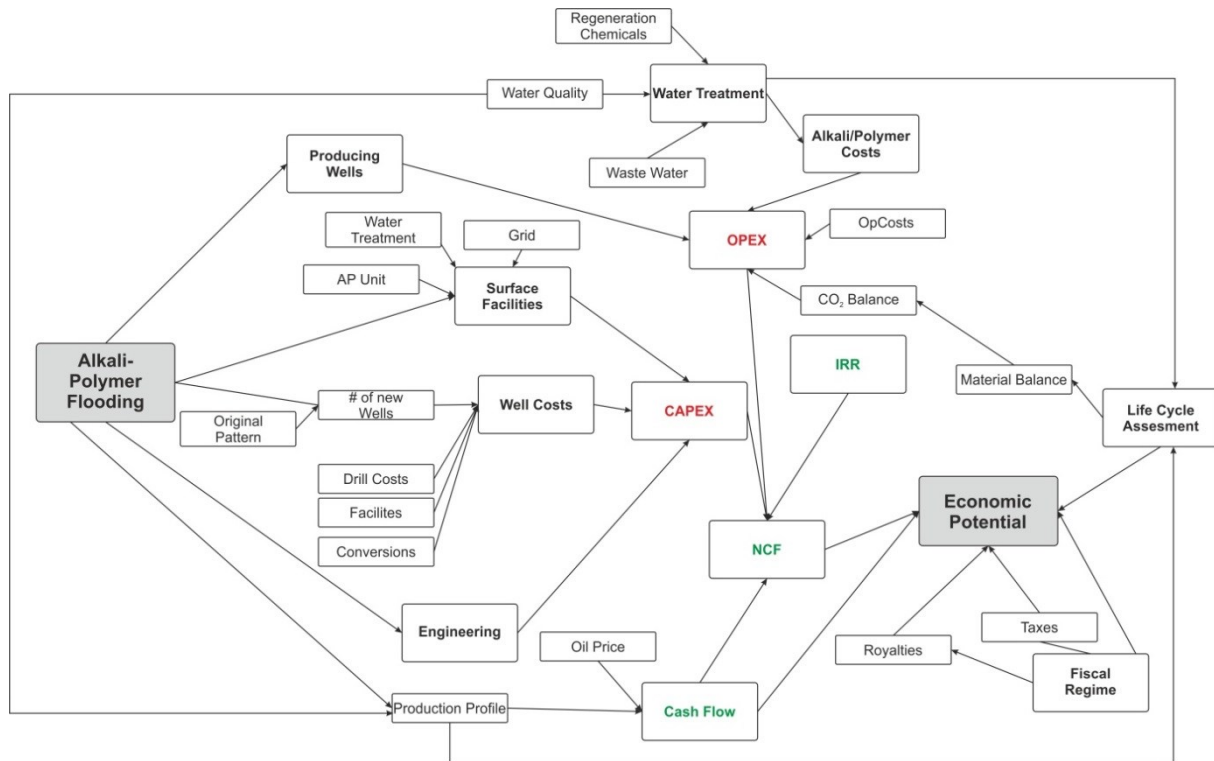 Regeneration
Chemicals
Water Quality
Water Treatment
Alkali/Polymer
Costs
Producing
Wells
Waste Water
Water
Treatment
Grid
OPEX
OpCosts
AP Unit
Surface
Facilities
CO₂ Balance
Alkali-
Polymer
Flooding
IRR
Material Balance
# of new
Wells
Well Costs
CAPEX
Life Cycle
Assesment
Original
Pattern
Drill Costs
Facilites
Economic
Potential
Conversions
NCF
Engineering
Oil Price
Taxes
Royalties
Fiscal
Regime
Production Profile
Cash Flow